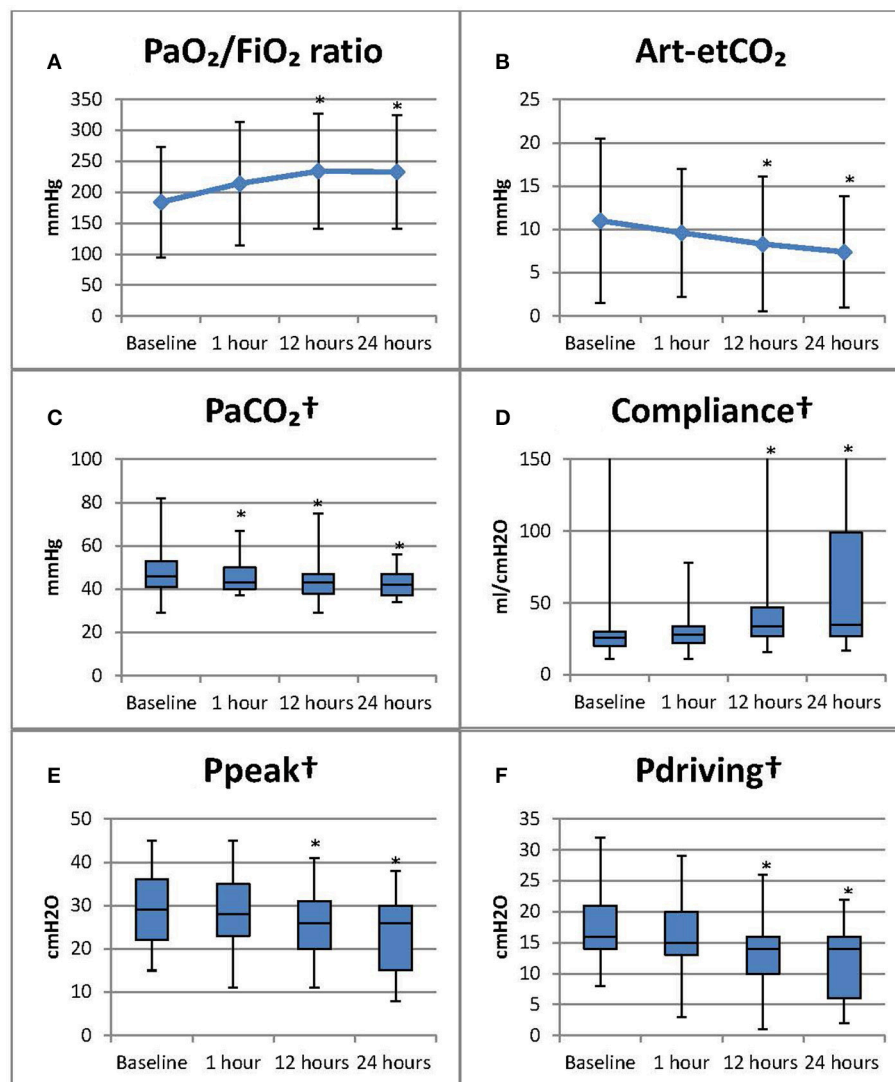 A PaO₂/FiO₂ ratio
mmHg
350
300
250
200
150
100
50
0
* *
Baseline 1 hour 12 hours 24 hours
B Art-etCO₂
mmHg
25
20
15
10
5
0
* *
Baseline 1 hour 12 hours 24 hours
C PaCO₂†
mmHg
100
80
60
40
20
0
* * *
Baseline 1 hour 12 hours 24 hours
D Compliance†
ml/cmH2O
150
100
50
0
* *
Baseline 1 hour 12 hours 24 hours
E Ppeak†
cmH2O
50
40
30
20
10
0
* *
Baseline 1 hour 12 hours 24 hours
F Pdriving†
cmH2O
35
30
25
20
15
10
5
0
* *
Baseline 1 hour 12 hours 24 hours